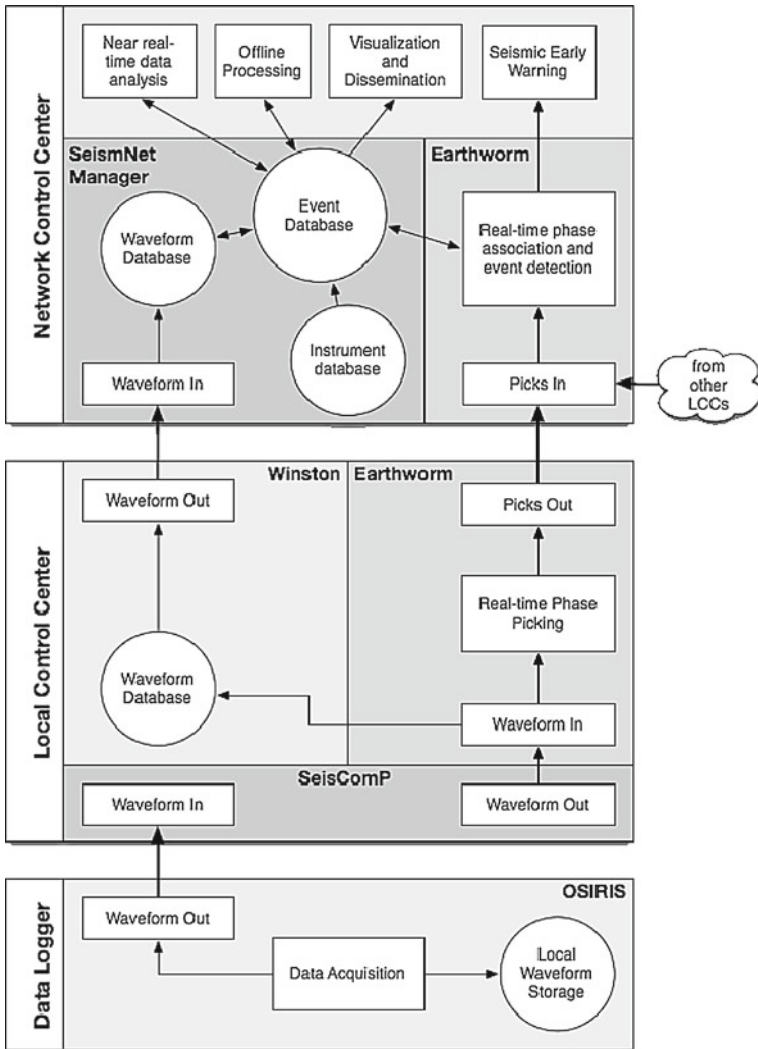 Network Control Center
Near real-
time data
analysis
Offline
Processing
Visualization
and
Dissemination
Seismic Early
Warning
SeismNet
Manager
Earthworm
Event
Database
Waveform
Database
Real-time phase
association and
event detection
Instrument
database
Waveform In
Picks In
from
other
LCCs
Local Control Center
Winston
Earthworm
Waveform Out
Picks Out
Real-time Phase
Picking
Waveform
Database
Waveform In
SeisComP
Waveform In
Waveform Out
Data Logger
OSIRIS
Waveform Out
Data Acquisition
Local
Waveform
Storage